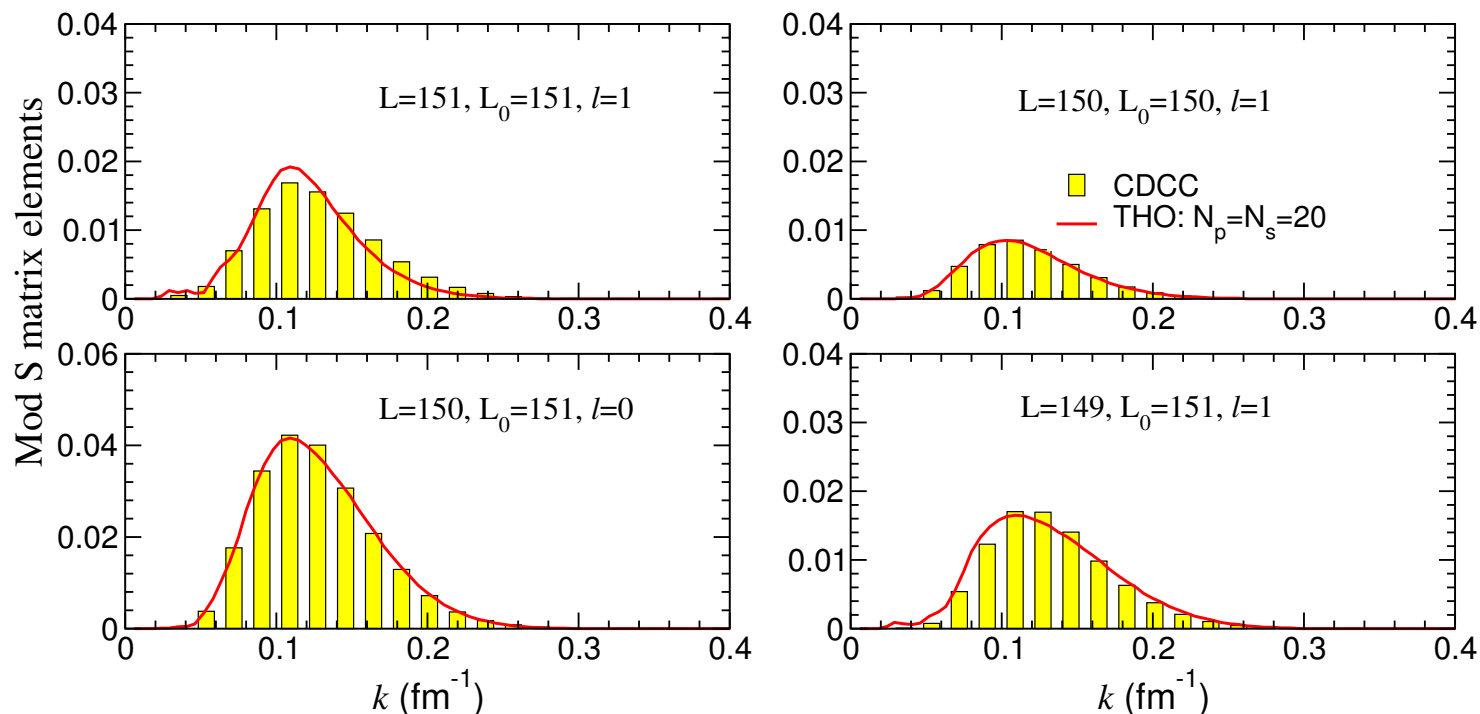 Mod S matrix elements
0.04
0.03
0.02
0.01
0
L=151, L₀=151, l=1
0 0.1 0.2 0.3 0.4
0.04
0.03
0.02
0.01
0
L=150, L₀=150, l=1
CDCC
THO: Nₚ=Nₛ=20
0 0.1 0.2 0.3 0.4
0.06
0.04
0.02
0
L=150, L₀=151, l=0
0 0.1 0.2 0.3 0.4
k (fm⁻¹)
0.04
0.03
0.02
0.01
0
L=149, L₀=151, l=1
0 0.1 0.2 0.3 0.4
k (fm⁻¹)